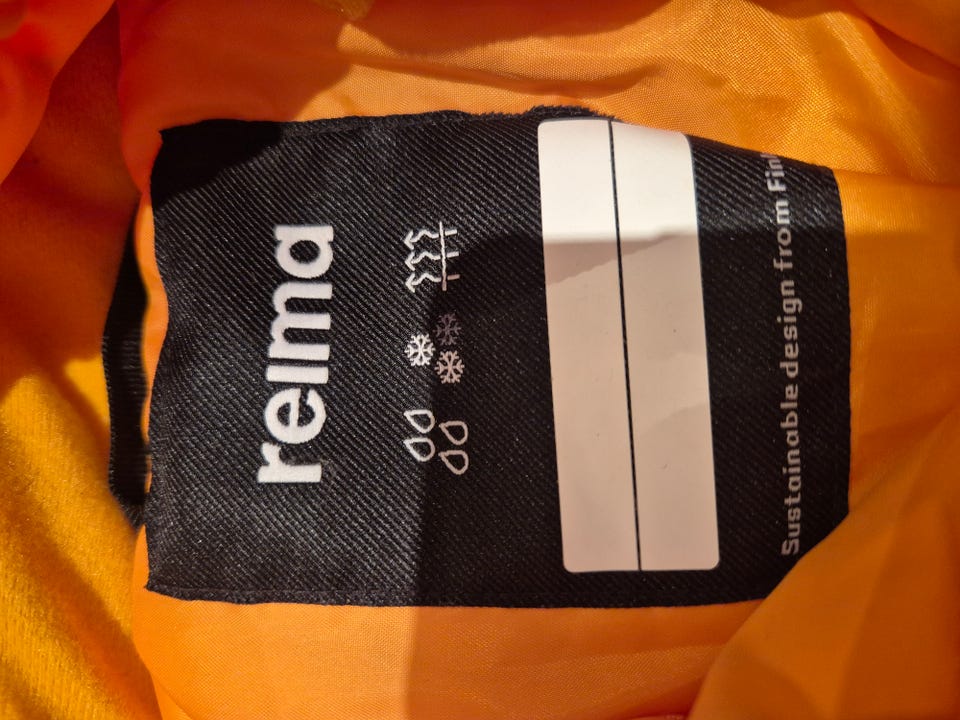 reima
Sustainable design from Fin